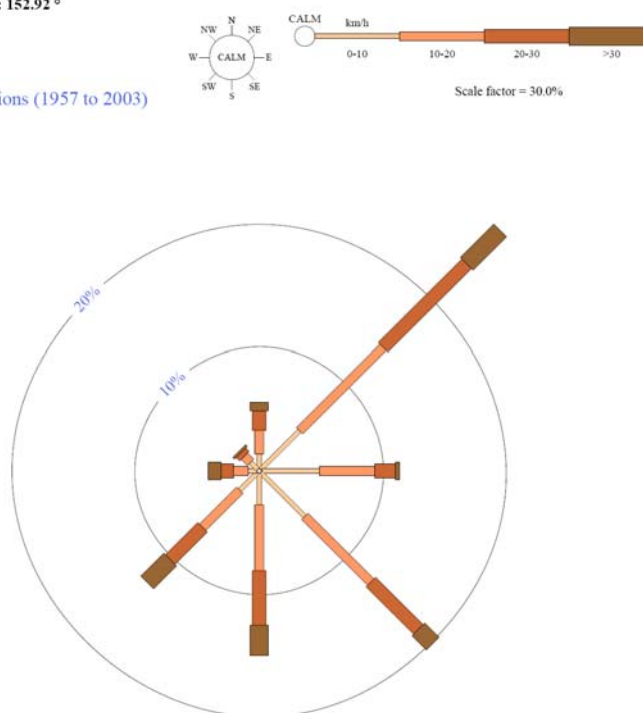 : 152.92 °
ions (1957 to 2003)
N
NW NE
W CALM E
SW SE
S
CALM km/h
0-10 10-20 20-30 >30
Scale factor = 30.0%
20%
10%